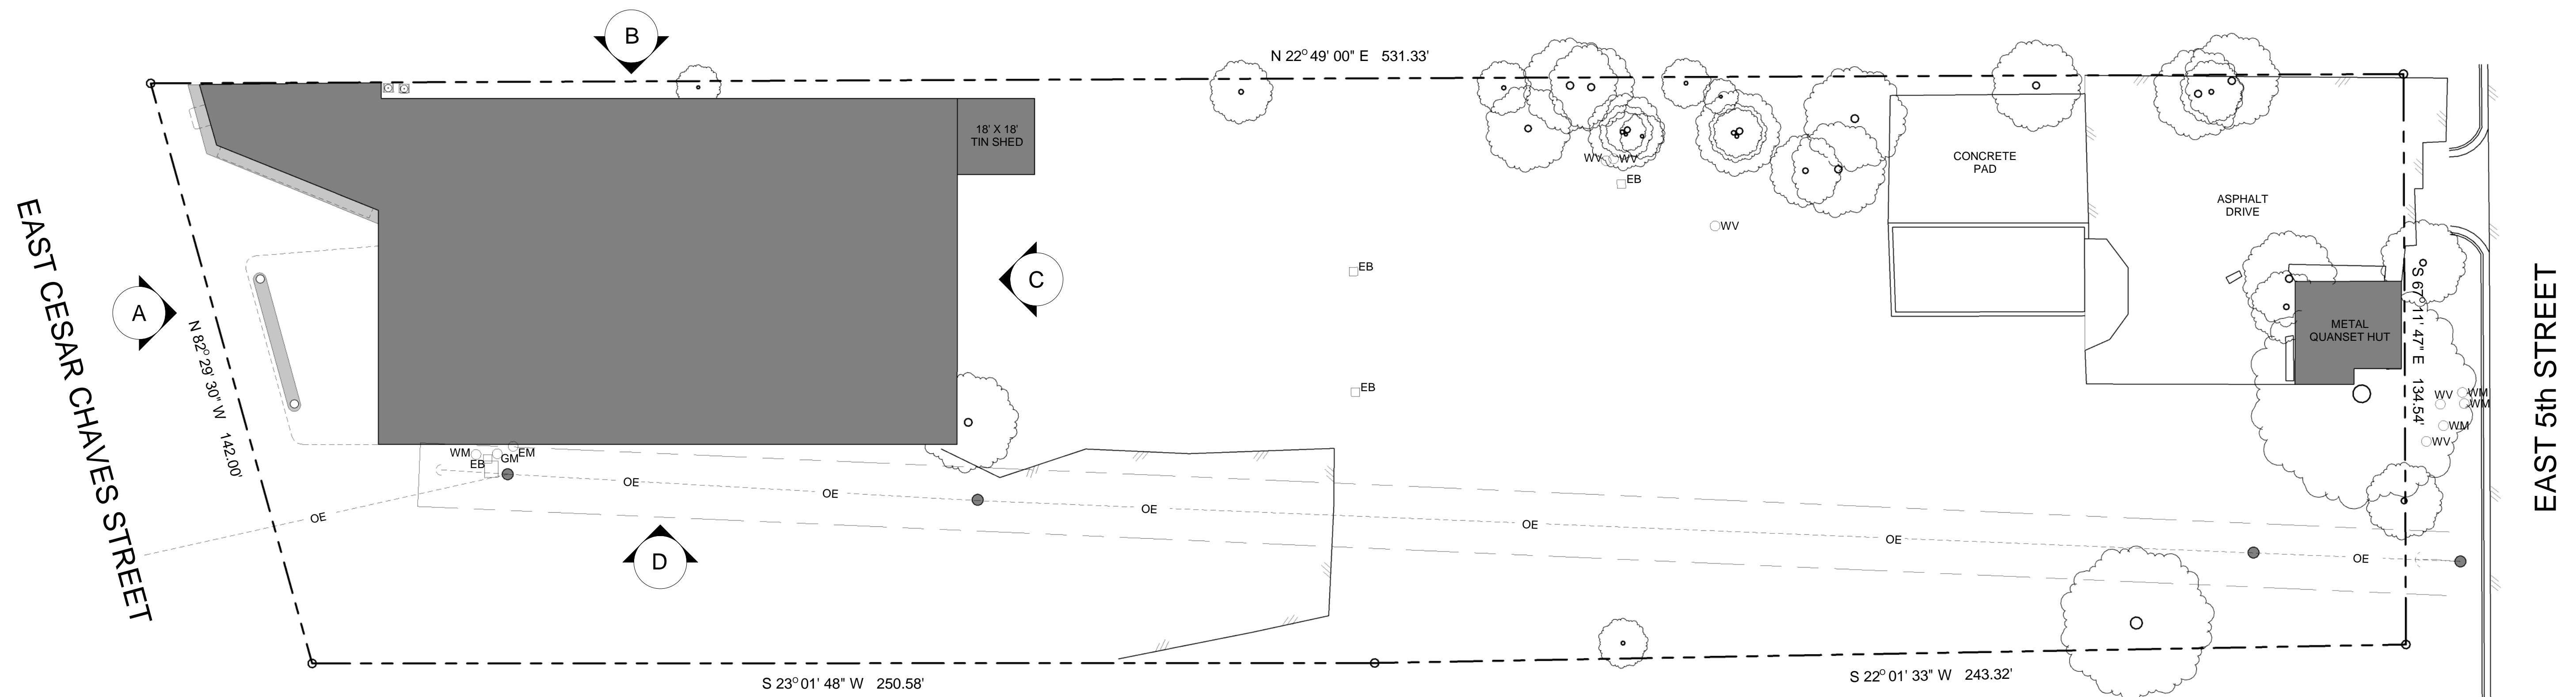 B
N 22° 49' 00" E 531.33'
18' X 18'
TIN SHED
WV
WV
EB
CONCRETE
PAD
ASPHALT
DRIVE
WV
EAST CESAR CHAVES STREET
A
N 82° 29' 30" W 142.00'
C
EB
EB
S 67° 11' 47" E 134.54'
METAL
QUANSET HUT
EAST 5th STREET
WV
WM
WM
WM
WV
WM
EB
GM
EM
OE
OE
OE
OE
OE
OE
OE
D
S 23° 01' 48" W 250.58'
S 22° 01' 33" W 243.32'